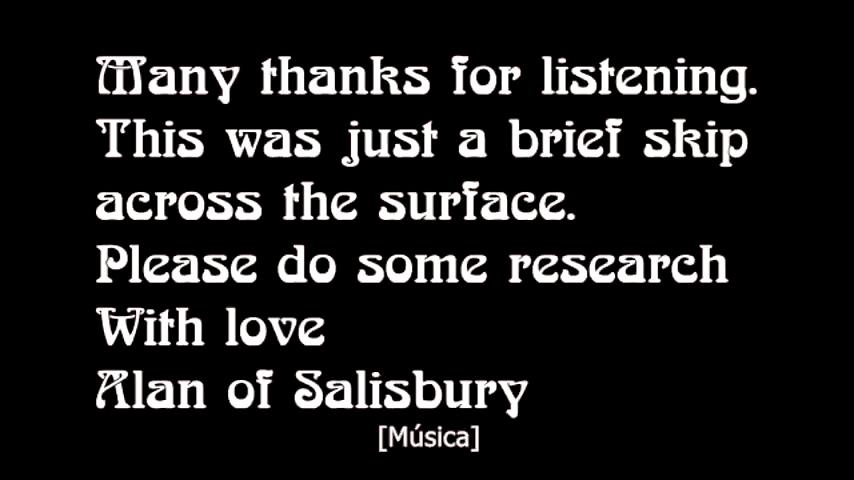 Many thanks for listening.
This was just a brief skip
across the surface.
Please do some research
With love
Alan of Salisbury
[Música]